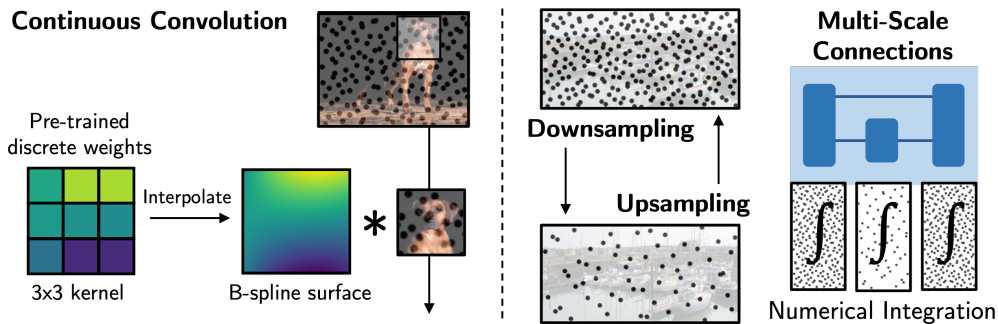 Continuous Convolution
Pre-trained
discrete weights
Interpolate
3x3 kernel
B-spline surface
*
Downsampling
Upsampling
Multi-Scale
Connections
∫ ∫ ∫
Numerical Integration